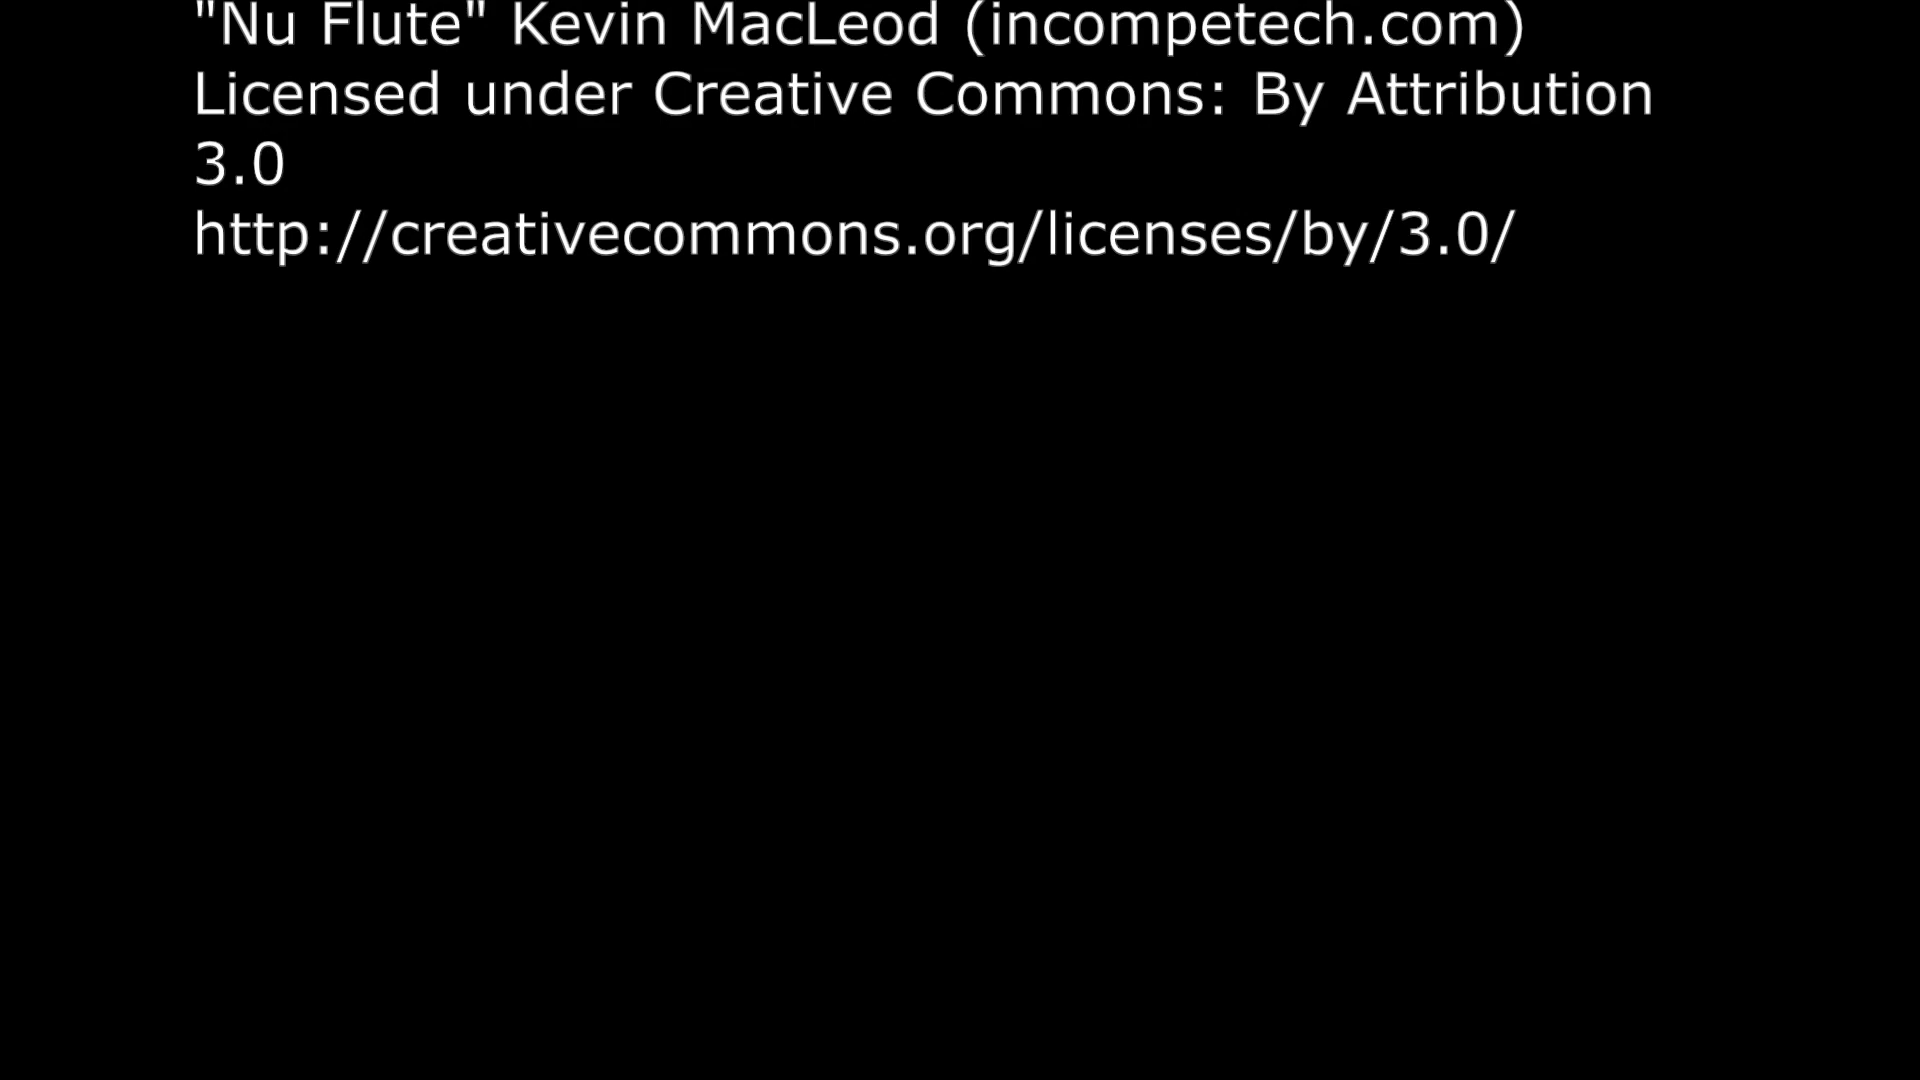 "Nu Flute" Kevin MacLeod (incompetech.com)
Licensed under Creative Commons: By Attribution
3.0
http://creativecommons.org/licenses/by/3.0/